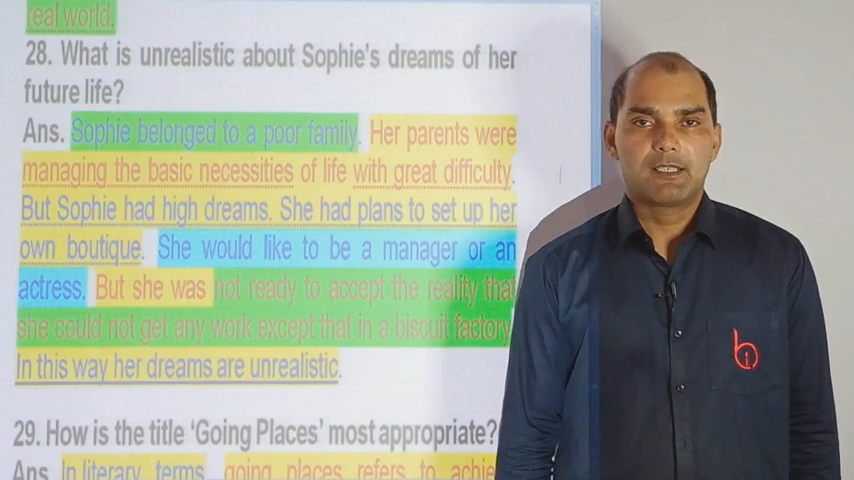 real world.
28. What is unrealistic about Sophie's dreams of her
future life?
Ans. Sophie belonged to a poor family. Her parents were
managing the basic necessities of life with great difficulty.
But Sophie had high dreams. She had plans to set up her
own boutique. She would like to be a manager or an
actress. But she was not ready to accept the reality that
she could not get any work except that in a biscuit factory.
In this way her dreams are unrealistic.
29. How is the title 'Going Places' most appropriate?
Ans. In literary terms, going places refers to